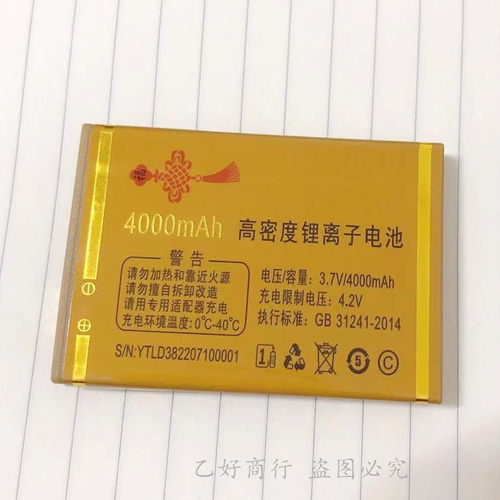 福
4000mAh 高密度锂离子电池
警告
请勿加热和靠近火源
请勿擅自拆卸改造
请用专用适配器充电
充电环境温度: 0℃-40℃
电压/容量: 3.7V/4000mAh
充电限制电压: 4.2V
执行标准: GB 31241-2014
S/N:YTLD382207100001
1
5
乙好商行 盗图必究